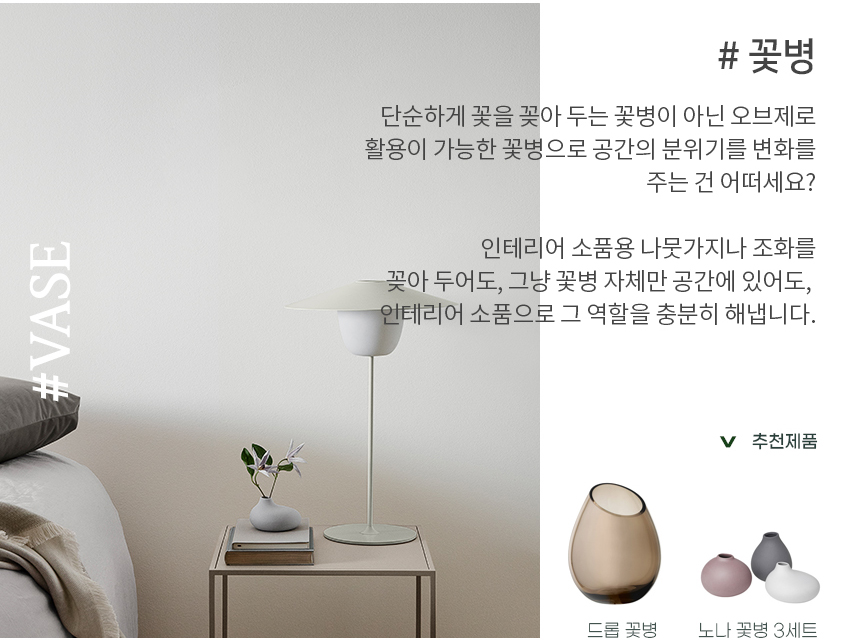 # 꽃병
단순하게 꽃을 꽂아 두는 꽃병이 아닌 오브제로
활용이 가능한 꽃병으로 공간의 분위기를 변화를
주는 건 어떠세요?
인테리어 소품용 나뭇가지나 조화를
꽂아 두어도, 그냥 꽃병 자체만 공간에 있어도,
인테리어 소품으로 그 역할을 충분히 해냅니다.
#VASE
추천제품
드롭 꽃병
노나 꽃병 3세트